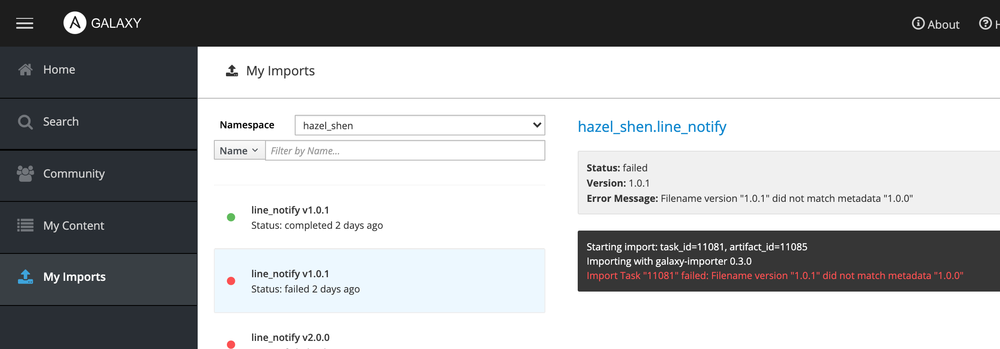 GALAXY
About
H
Home
Search
Community
My Content
My Imports
My Imports
Namespace
hazel_shen
Name
Filter by Name...
line_notify v1.0.1
Status: completed 2 days ago
line_notify v1.0.1
Status: failed 2 days ago
line_notify v2.0.0
hazel_shen.line_notify
Status: failed
Version: 1.0.1
Error Message: Filename version "1.0.1" did not match metadata "1.0.0"
Starting import: task_id=11081, artifact_id=11085
Importing with galaxy-importer 0.3.0
Import Task "11081" failed: Filename version "1.0.1" did not match metadata "1.0.0"